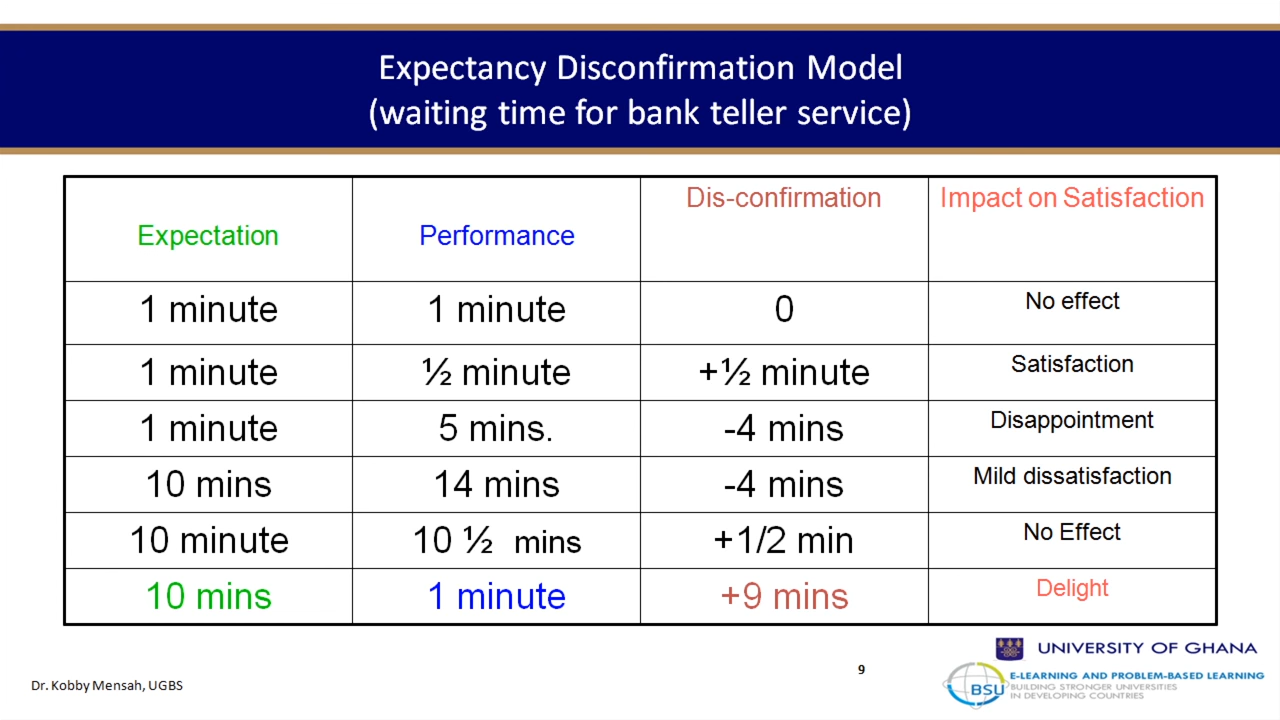 Expectancy Disconfirmation Model
(waiting time for bank teller service)
Expectation Performance Dis-confirmation Impact on Satisfaction
1 minute 1 minute 0 No effect
1 minute ½ minute +½ minute Satisfaction
1 minute 5 mins. -4 mins Disappointment
10 mins 14 mins -4 mins Mild dissatisfaction
10 minute 10 ½ mins +1/2 min No Effect
10 mins 1 minute +9 mins Delight
Dr. Kobby Mensah, UGBS
9
UNIVERSITY OF GHANA
BSU
E-LEARNING AND PROBLEM-BASED LEARNING
BUILDING STRONGER UNIVERSITIES
IN DEVELOPING COUNTRIES